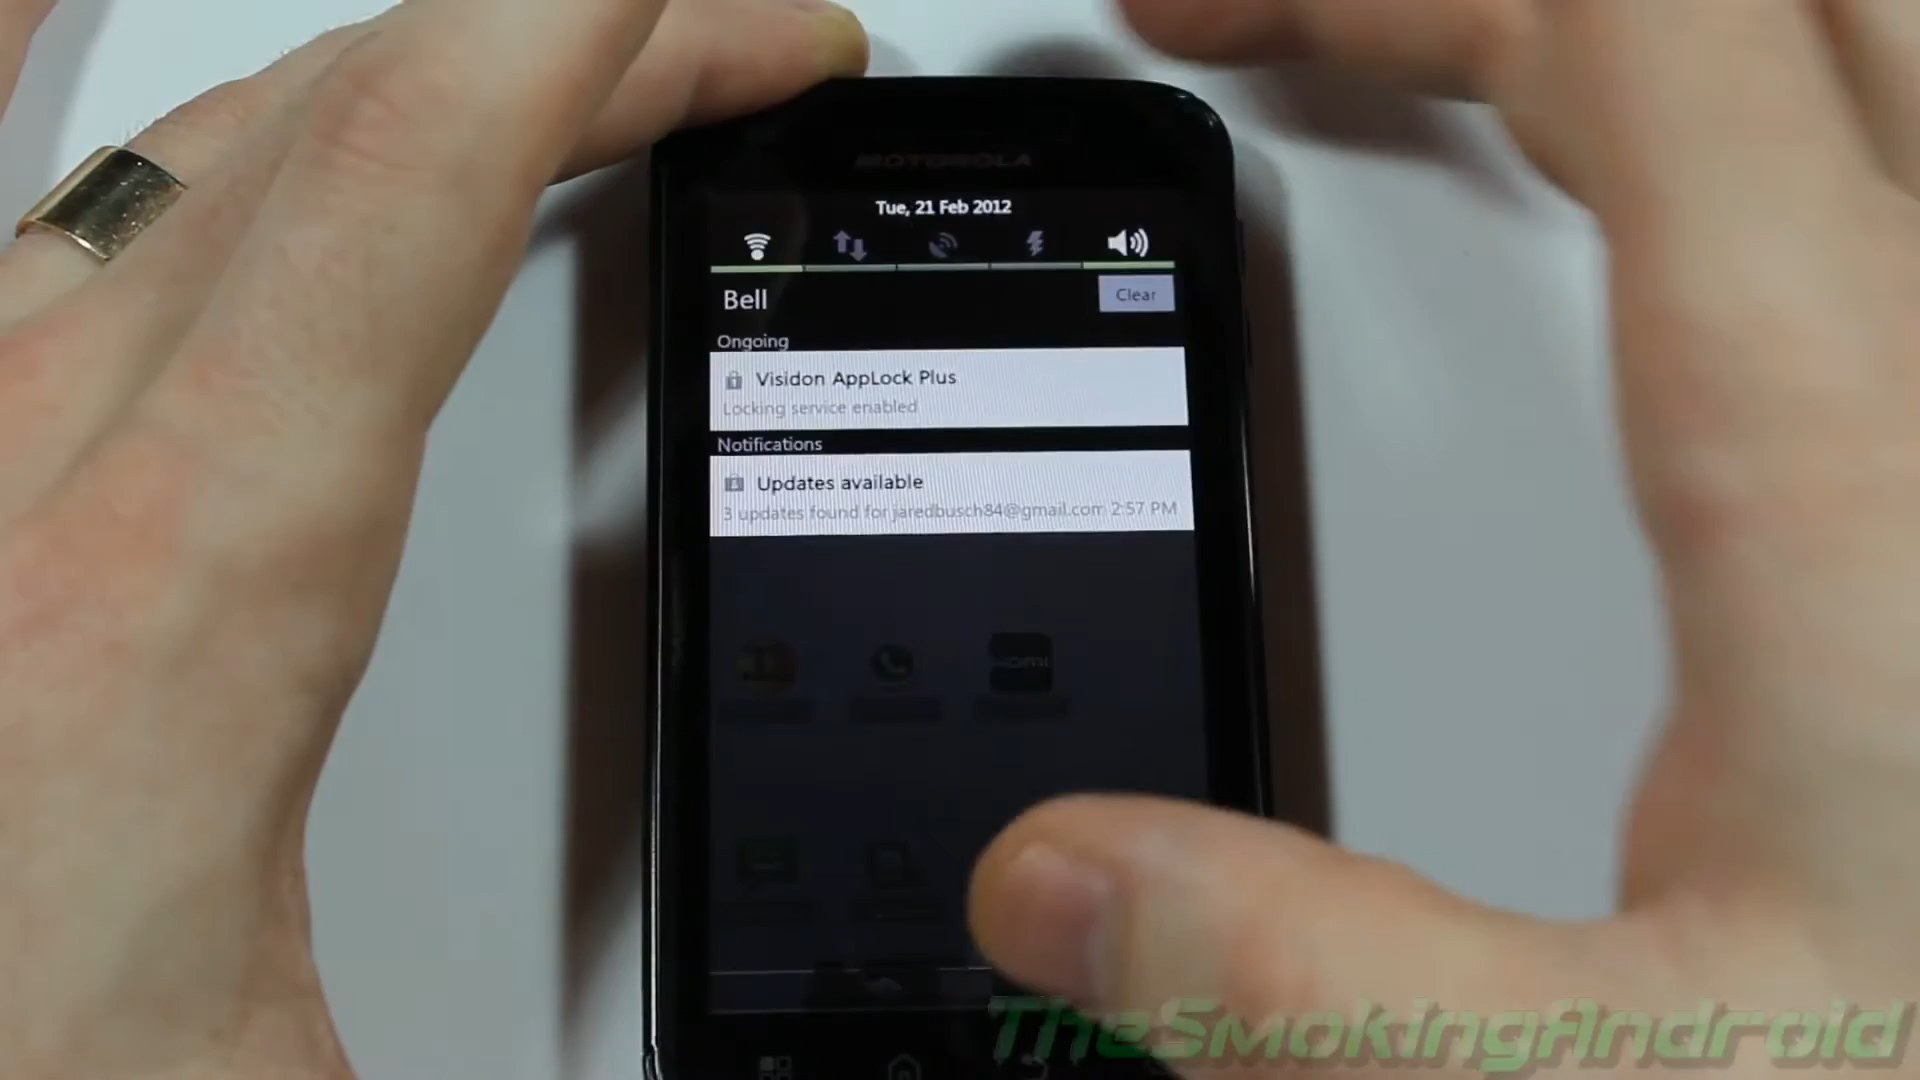 MOTOROLA
Tue, 21 Feb 2012
Bell
Clear
Ongoing
Visidon AppLock Plus
Locking service enabled
Notifications
Updates available
3 updates found for jaredbusch84@gmail.com 2:57 PM
HDMI
TheSmokingAndroid